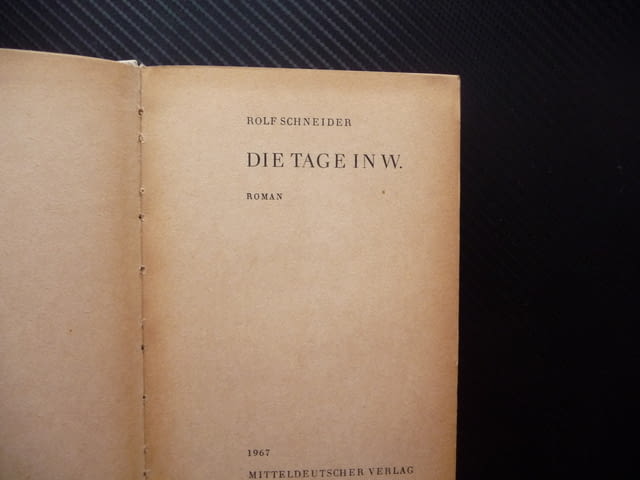 ROLF SCHNEIDER
DIE TAGE IN W.
ROMAN
1967
MITTELDEUTSCHER VERLAG